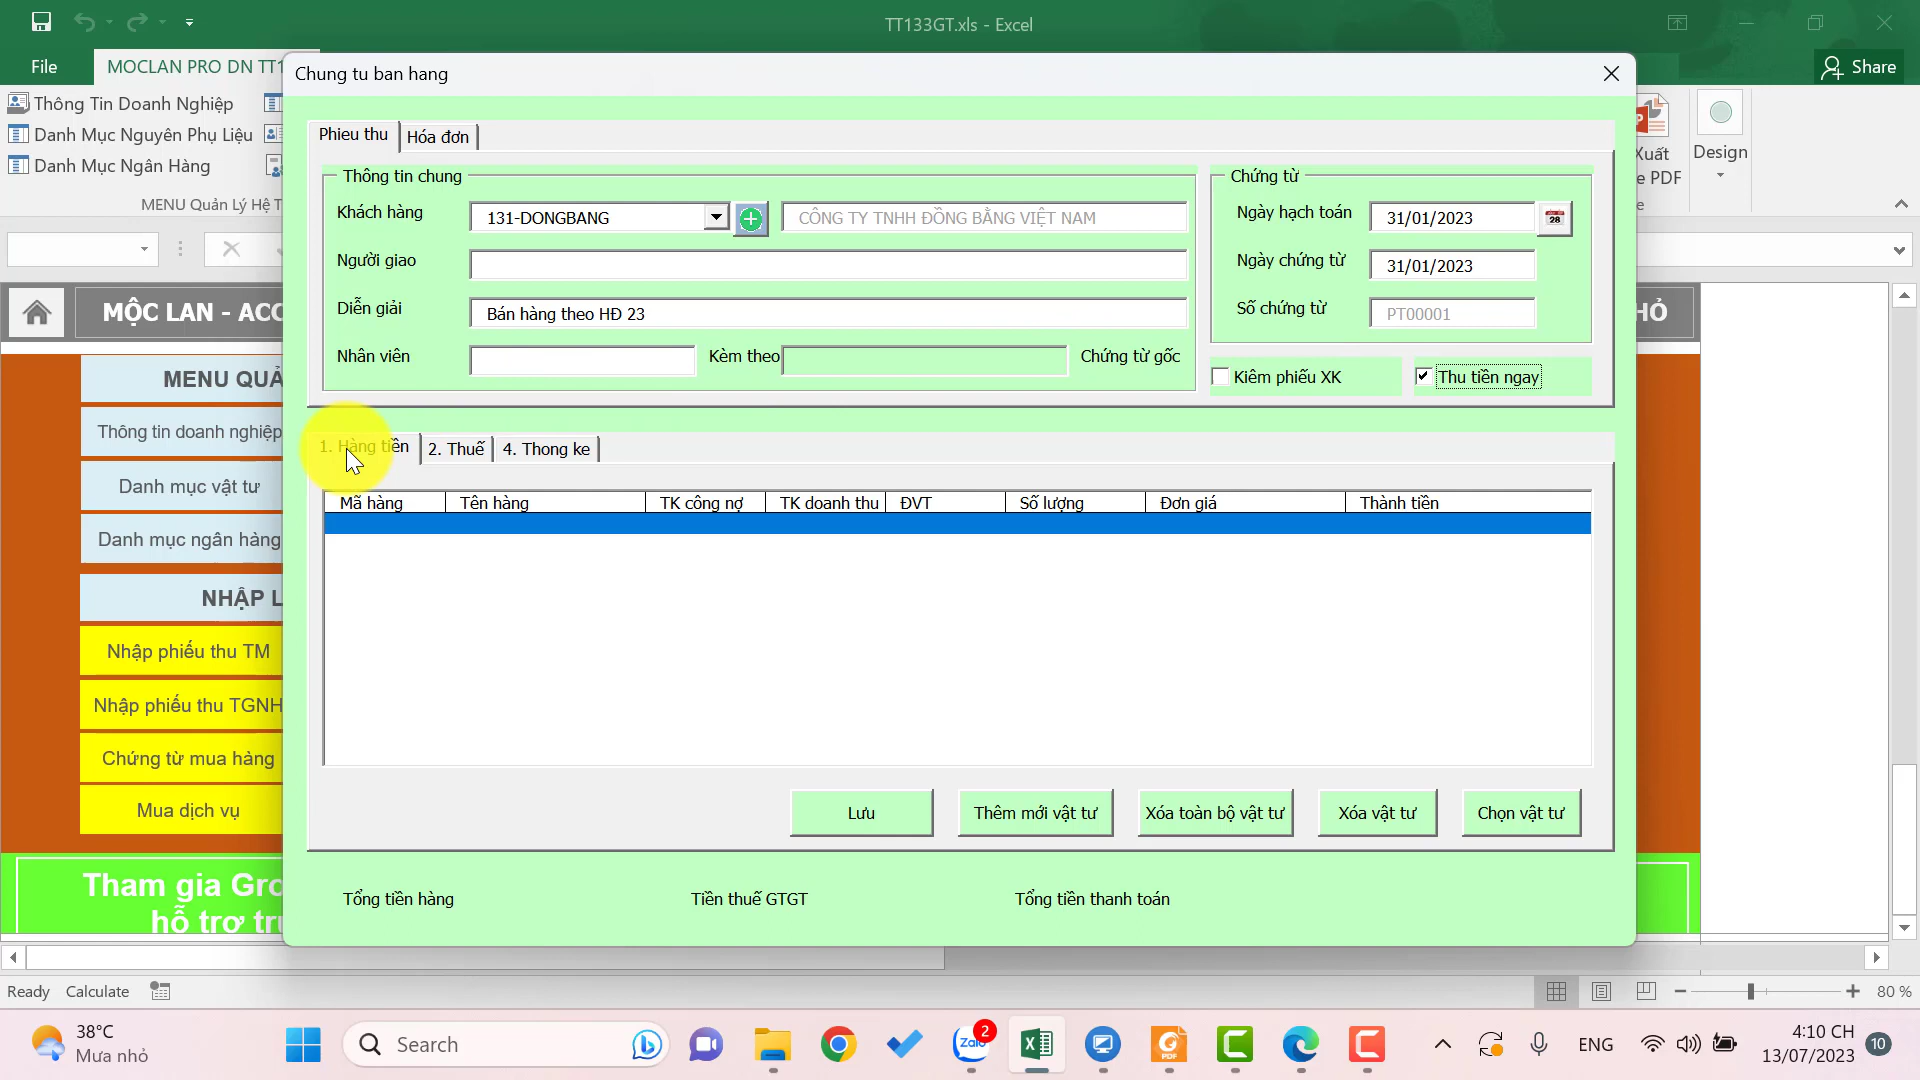 TT133GT.xls - Excel
File
MOCLAN PRO DN TT1
Share
Chung tu ban hang
Thông Tin Doanh Nghiệp
Danh Mục Nguyên Phụ Liệu
Danh Mục Ngân Hàng
MENU Quản Lý Hệ T
Xuất
e PDF
Design
Phieu thu
Hóa đơn
Thông tin chung
Chứng từ
Khách hàng
131-DONGBANG
CÔNG TY TNHH ĐỒNG BẰNG VIỆT NAM
Ngày hạch toán
31/01/2023
28
Người giao
Ngày chứng từ
31/01/2023
Diễn giải
Bán hàng theo HĐ 23
Số chứng từ
PT00001
Nhân viên
Kèm theo
Chứng từ gốc
Kiêm phiếu XK
Thu tiền ngay
MỘC LAN - ACC
HỎ
MENU QUẢ
Thông tin doanh nghiệp
Danh mục vật tư
Danh mục ngân hàng
NHẬP L
Nhập phiếu thu TM
Nhập phiếu thu TGNH
Chứng từ mua hàng
Mua dịch vụ
Tham gia Gro
hỗ trợ trự
1. Hàng tiền
2. Thuế
4. Thong ke
Mã hàng
Tên hàng
TK công nợ
TK doanh thu
ĐVT
Số lượng
Đơn giá
Thành tiền
Lưu
Thêm mới vật tư
Xóa toàn bộ vật tư
Xóa vật tư
Chọn vật tư
Tổng tiền hàng
Tiền thuế GTGT
Tổng tiền thanh toán
Ready
Calculate
80 %
38°C
Mưa nhỏ
Search
Zalo
2
PDF
ENG
4:10 CH
13/07/2023
10